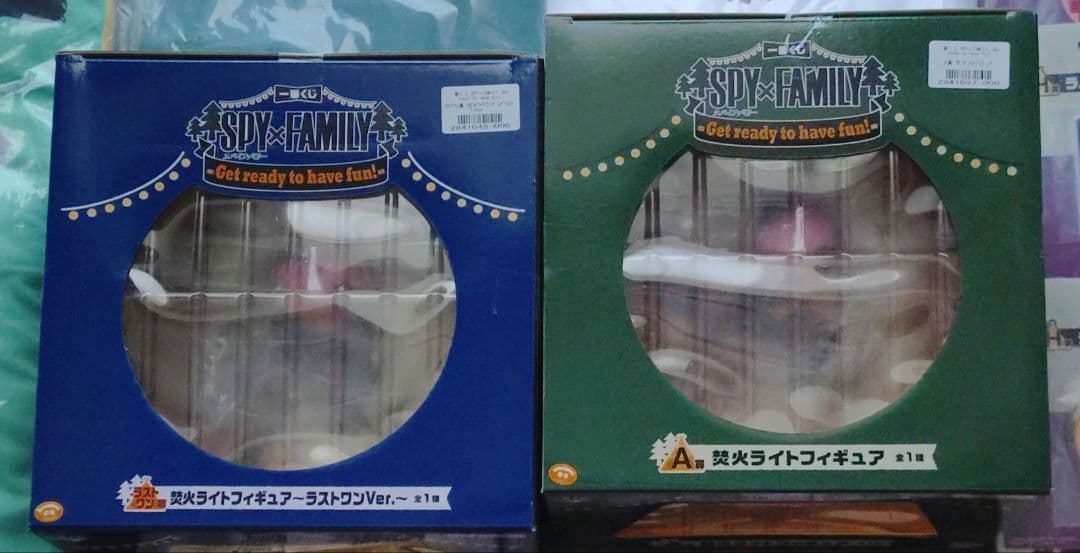 一番くじ
SPY×FAMILY
スパイファミリー
-Get ready to have fun!-
2841045-006
ラスト
ワン賞
焚火ライトフィギュア～ラストワンVer.～ 全1種
一番くじ
SPY×FAMILY
スパイファミリー
-Get ready to have fun!-
2841037-006
A賞 焚火ライトフィギュア 全1種